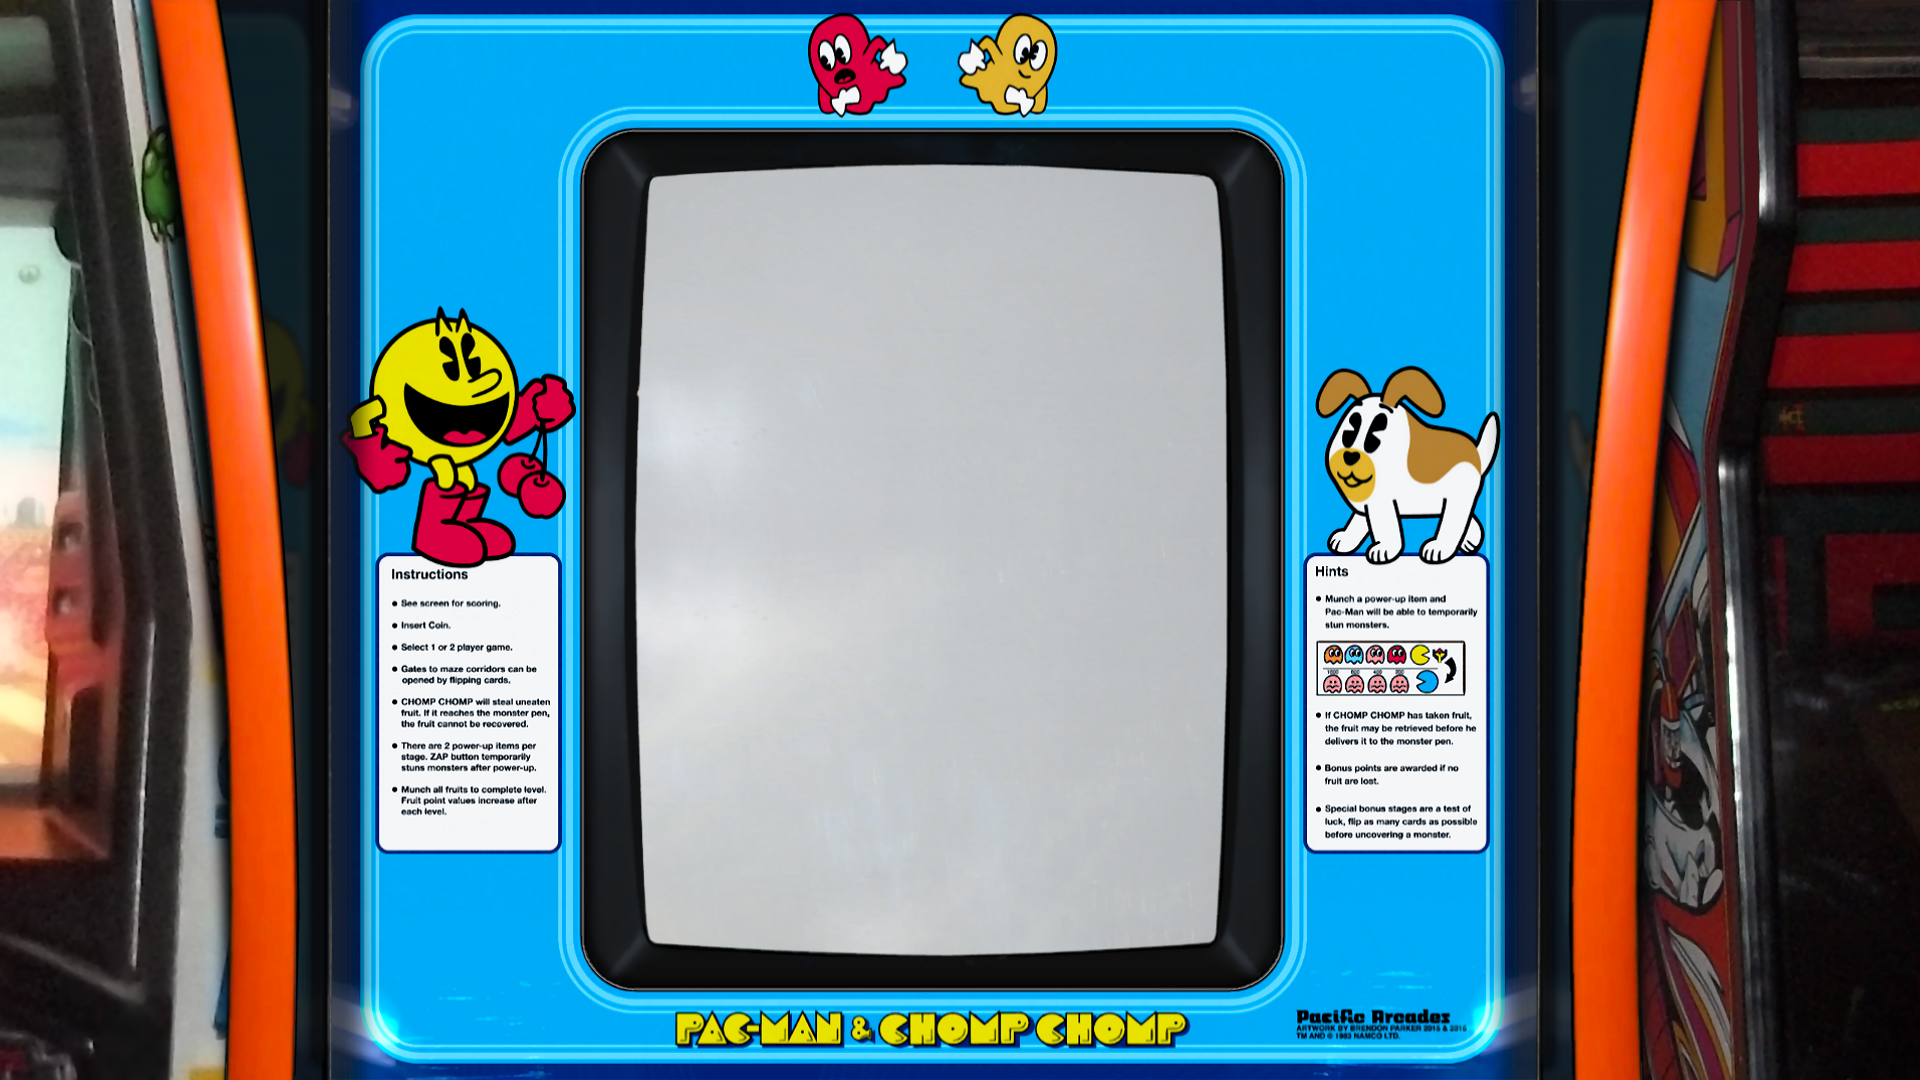 Instructions
● See screen for scoring.
● Insert Coin.
● Select 1 or 2 player game.
● Gates to maze corridors can be
opened by flipping cards.
● CHOMP CHOMP will steal uneaten
fruit. If it reaches the monster pen,
the fruit cannot be recovered.
● There are 2 power-up items per
stage. ZAP button temporarily
stuns monsters after power-up.
● Munch all fruits to complete level.
Fruit point values increase after
each level.
Hints
● Munch a power-up item and
Pac-Man will be able to temporarily
stun monsters.
● If CHOMP CHOMP has taken fruit,
the fruit may be retrieved before he
delivers it to the monster pen.
● Bonus points are awarded if no
fruit are lost.
● Special bonus stages are a test of
luck, flip as many cards as possible
before uncovering a monster.
PAC-MAN & CHOMP CHOMP
Pacific Arcades
ARTWORK BY BRENDON PARKER 2015 & 2016
TM AND © 1983 NAMCO LTD.